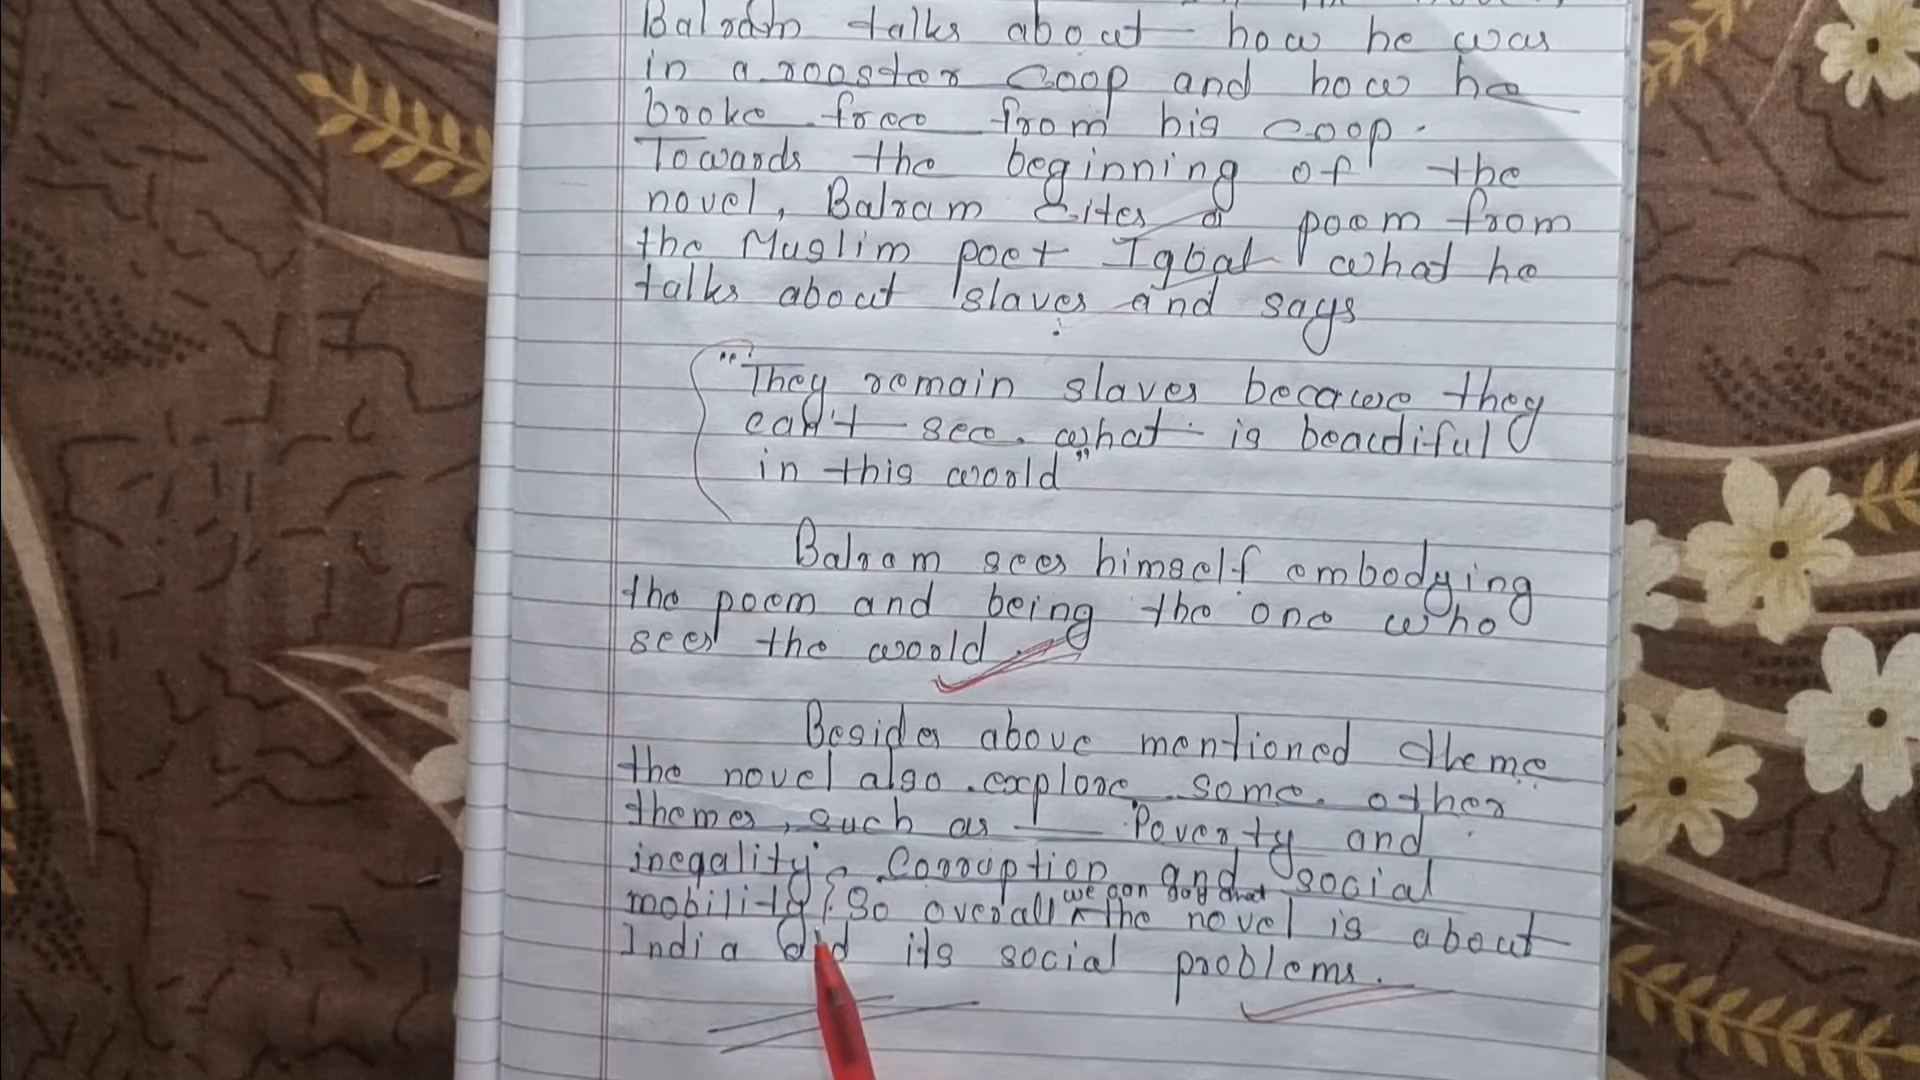 Balram talks about how he was
in a rooster coop and how he
broke free from his coop.
Towards the beginning of the
novel, Balram cites a poem from
the Muslim poet Iqbal what he
talks about slaves and says
"They remain slaves because they
can't see what is beautiful
in this world"
Balram sees himself embodying
the poem and being the one who
sees the world.
Besides above mentioned theme
the novel also explore some other
themes, such as Poverty and
ineqality, Corruption and social
mobility. So overall we can say that the novel is about
India and its social problems.